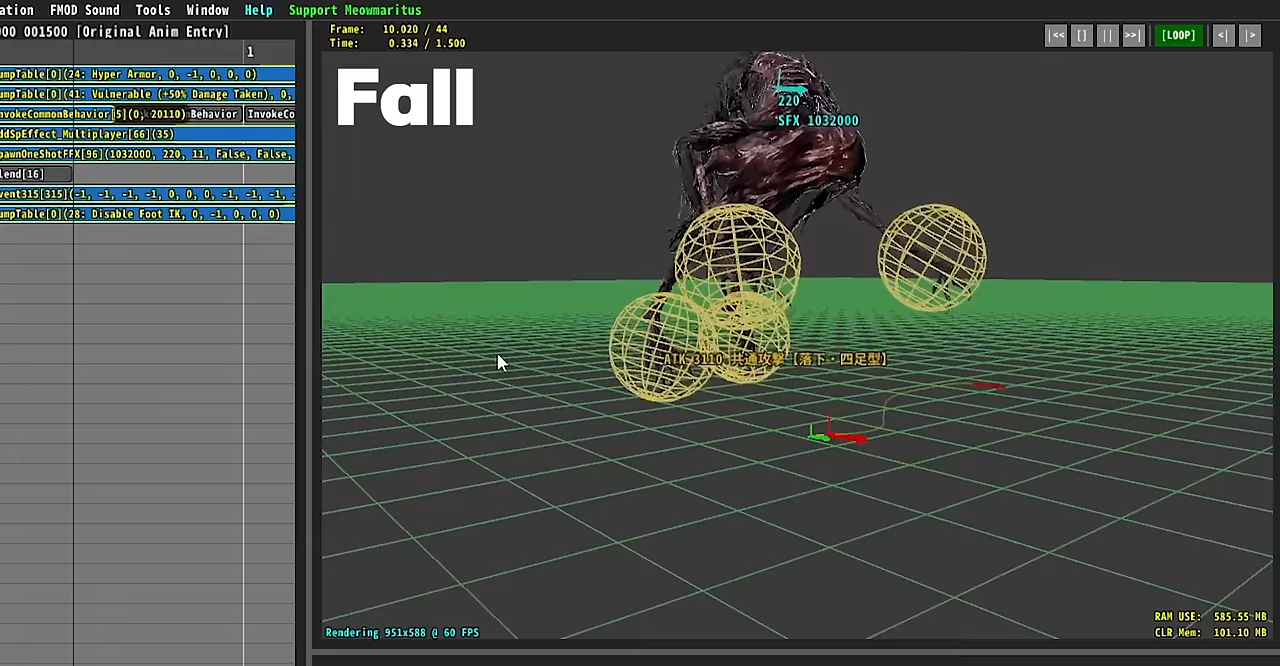 ation FMOD Sound Tools Window Help Support Meowmaritus
00 001500 [Original Anim Entry]
1
umpTable[0](24: Hyper Armor, 0, -1, 0, 0, 0)
umpTable[0](41: Vulnerable (+50% Damage Taken), 0,
nvokeCommonBehavior[5](0, 20110) Behavior InvokeCo
ddSpEffect_Multiplayer[66](35)
pawnOneShotFFX[96](1032000, 220, 11, False, False,
lend[16]
vent315[315](-1, -1, -1, -1, 0, 0, 0, -1, -1, -1, -
umpTable[0](28: Disable Foot IK, 0, -1, 0, 0, 0)
Frame: 10.020 / 44
Time: 0.334 / 1.500
|<< [] || >>| [LOOP] <| |>
Fall
220
SFX 1032000
ATK 3110 共通攻撃【落下・四足型】
Rendering 951x588 @ 60 FPS
RAM USE: 585.55 MB
CLR Mem: 101.10 MB